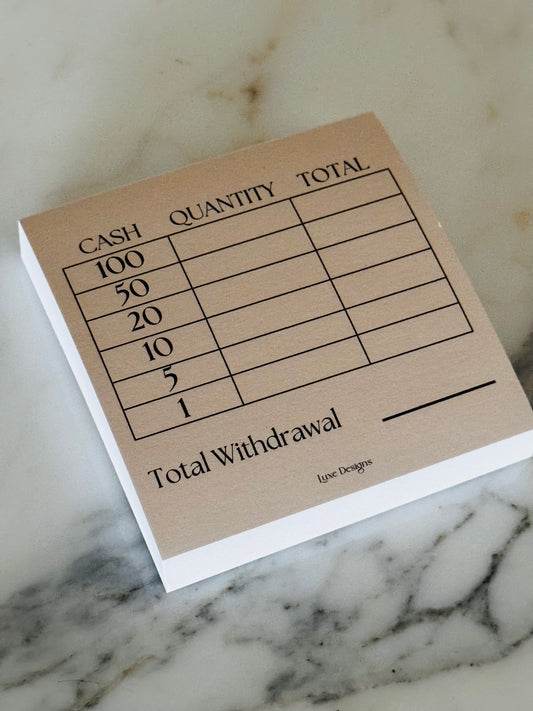 CASH QUANTITY TOTAL
100
50
20
10
5
1
Total Withdrawal
Luxe Designs